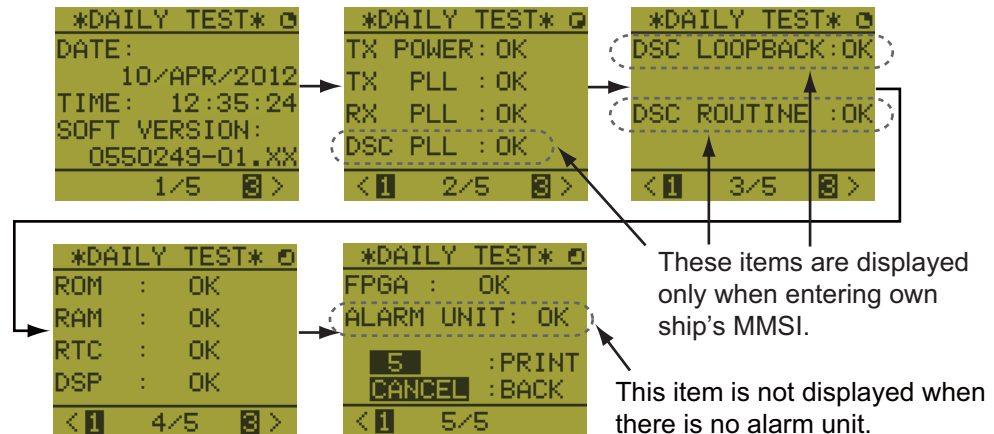 *DAILY TEST*
DATE:
10/APR/2012
TIME: 12:35:24
SOFT VERSION:
0550249-01.XX
1/5 3 >
*DAILY TEST*
TX POWER: OK
TX PLL : OK
RX PLL : OK
DSC PLL : OK
< 1 2/5 3 >
*DAILY TEST*
DSC LOOPBACK:OK
DSC ROUTINE :OK
< 1 3/5 3 >
These items are displayed
only when entering own
ship's MMSI.
*DAILY TEST*
ROM : OK
RAM : OK
RTC : OK
DSP : OK
< 1 4/5 3 >
*DAILY TEST*
FPGA : OK
ALARM UNIT: OK
5 :PRINT
CANCEL :BACK
< 1 5/5
This item is not displayed when
there is no alarm unit.